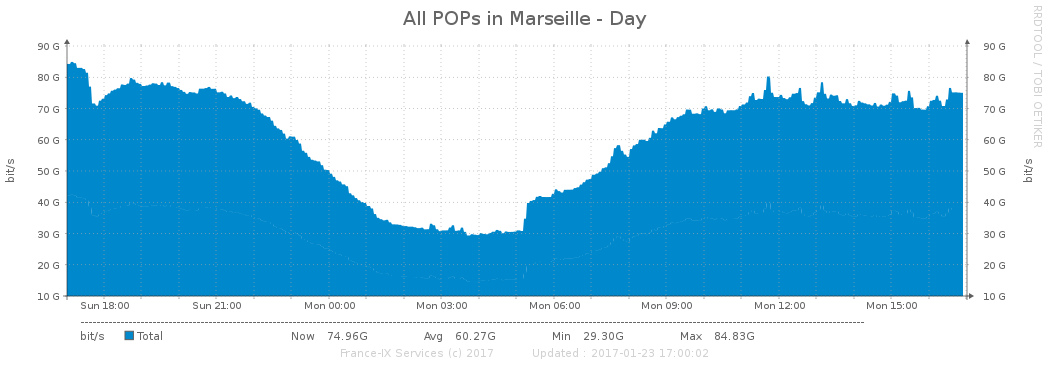 All POPs in Marseille - Day
RRDTOOL / TOBI OETIKER
90 G 90 G
80 G 80 G
70 G 70 G
60 G 60 G
50 G 50 G
40 G 40 G
30 G 30 G
20 G 20 G
10 G 10 G
bit/s bit/s
Sun 18:00 Sun 21:00 Mon 00:00 Mon 03:00 Mon 06:00 Mon 09:00 Mon 12:00 Mon 15:00
bit/s Total Now 74.96G Avg 60.27G Min 29.30G Max 84.83G
France-IX Services (c) 2017 Updated : 2017-01-23 17:00:02